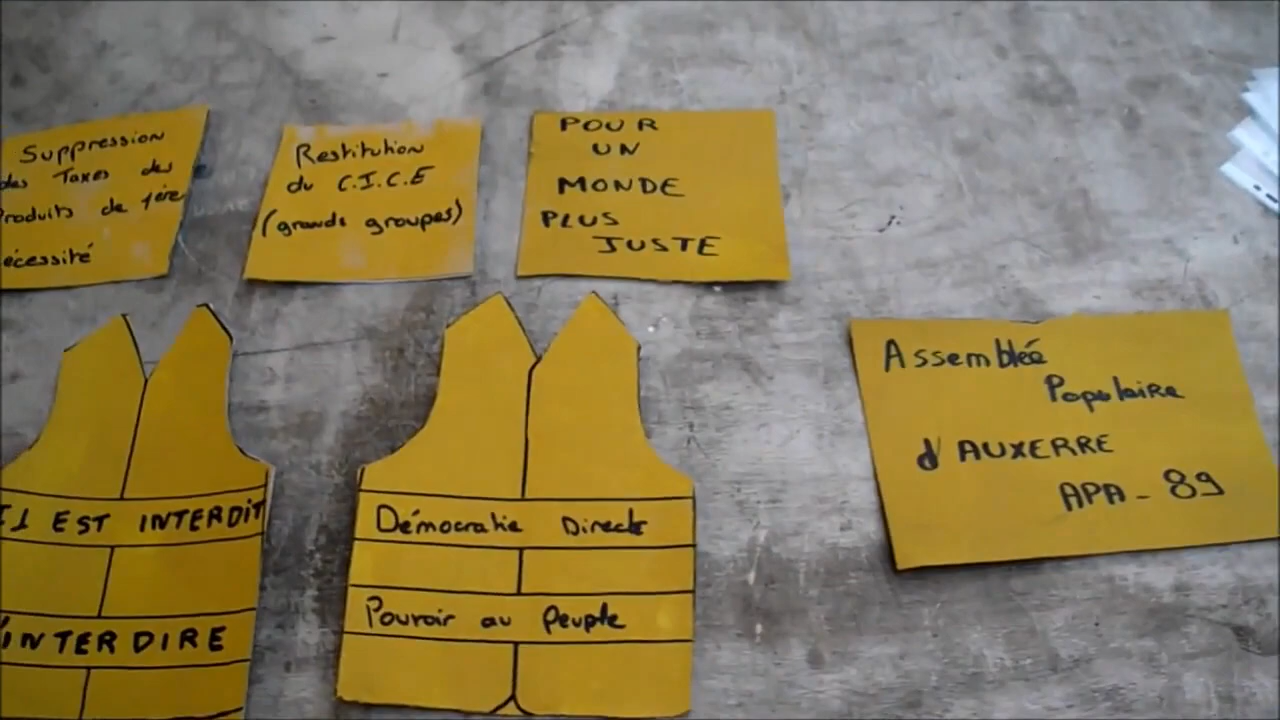 Suppression
des Taxes des
Produits de 1ère
écessité
Restitution
du C.I.C.E
(grands groupes)
POUR
UN
MONDE
PLUS
JUSTE
IL EST INTERDIT
INTERDIRE
Démocratie Directe
Pouvoir au Peuple
Assemblée
Populaire
d'AUXERRE
APA-89